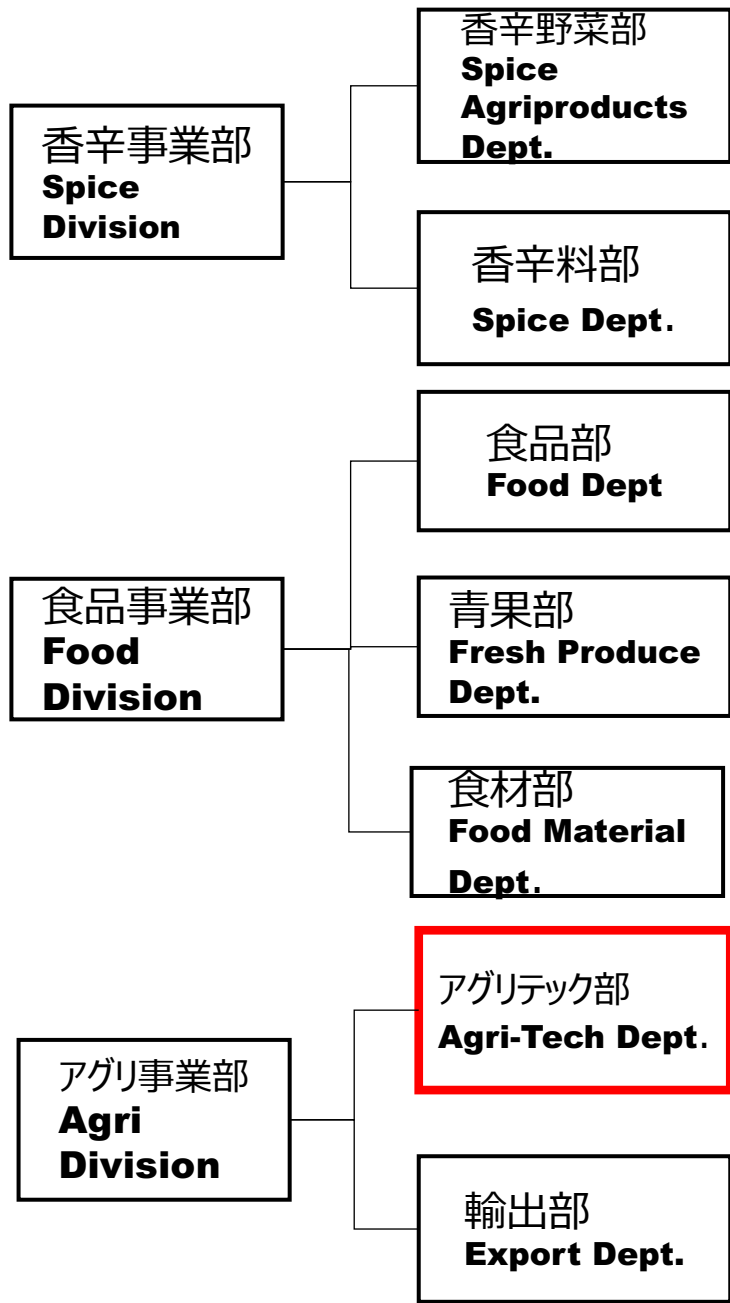 香辛事業部
Spice
Division
香辛野菜部
Spice
Agriproducts
Dept.
香辛料部
Spice Dept.
食品事業部
Food
Division
食品部
Food Dept
青果部
Fresh Produce
Dept.
食材部
Food Material
Dept.
アグリ事業部
Agri
Division
アグリテック部
Agri-Tech Dept.
輸出部
Export Dept.